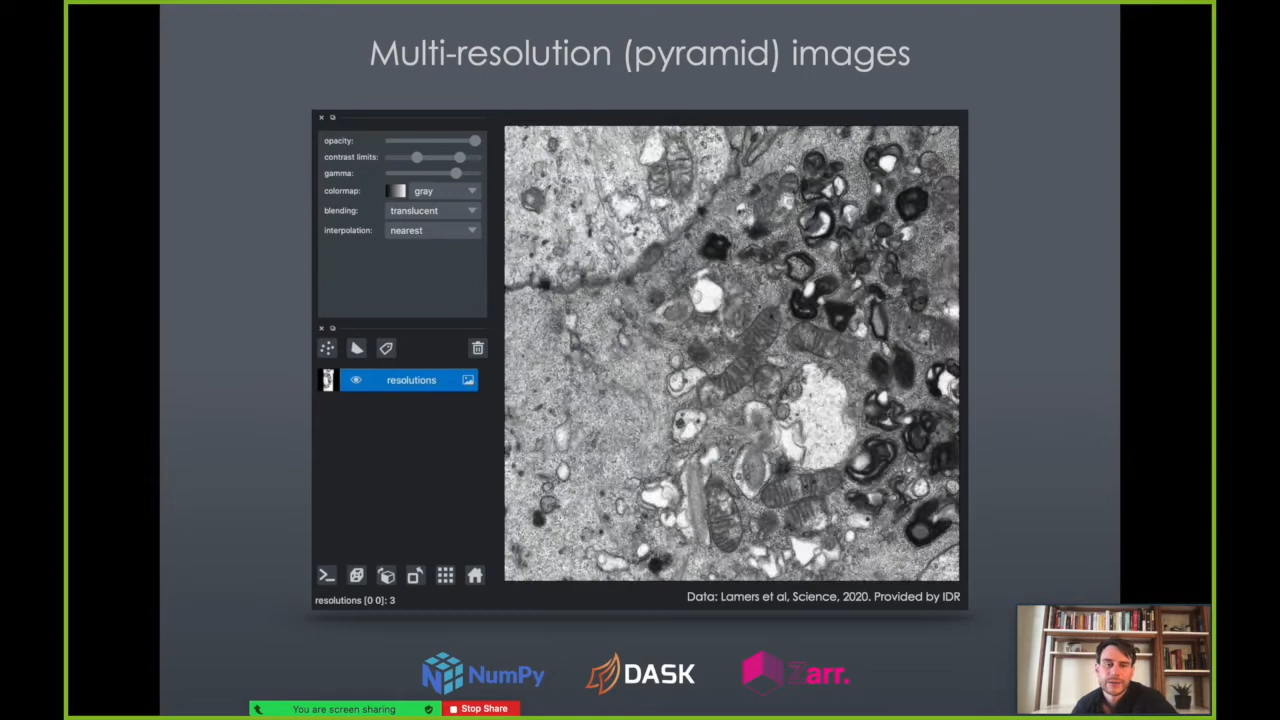 Multi-resolution (pyramid) images
opacity:
contrast limits:
gamma:
colormap: gray
blending: translucent
interpolation: nearest
resolutions
resolutions [0 0]: 3
Data: Lamers et al, Science, 2020. Provided by IDR
NumPy DASK Zarr.
You are screen sharing Stop Share